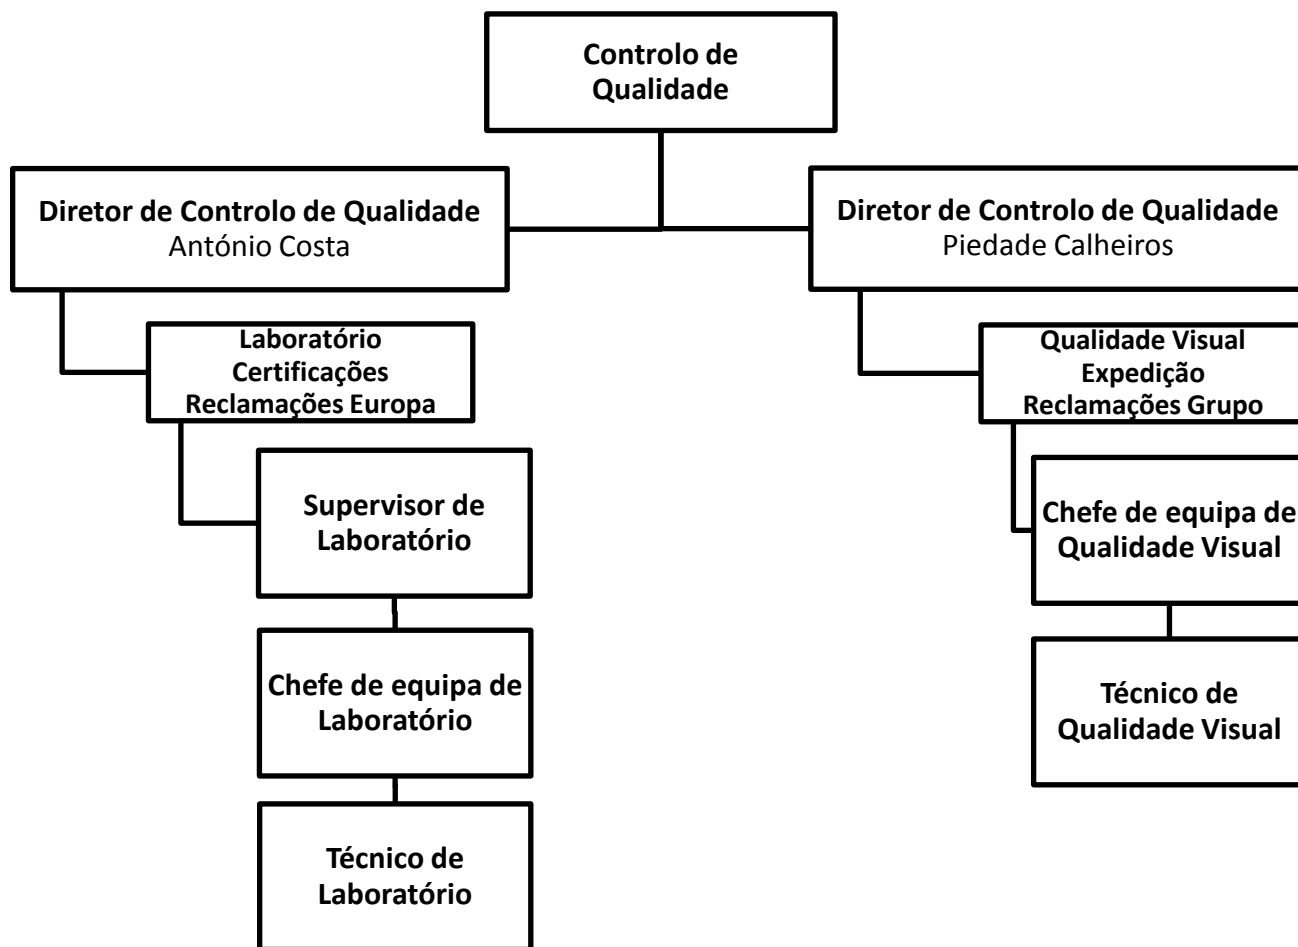 Controlo de
Qualidade
Diretor de Controlo de Qualidade
António Costa
Diretor de Controlo de Qualidade
Piedade Calheiros
Laboratório
Certificações
Reclamações Europa
Qualidade Visual
Expedição
Reclamações Grupo
Supervisor de
Laboratório
Chefe de equipa de
Qualidade Visual
Chefe de equipa de
Laboratório
Técnico de
Qualidade Visual
Técnico de
Laboratório